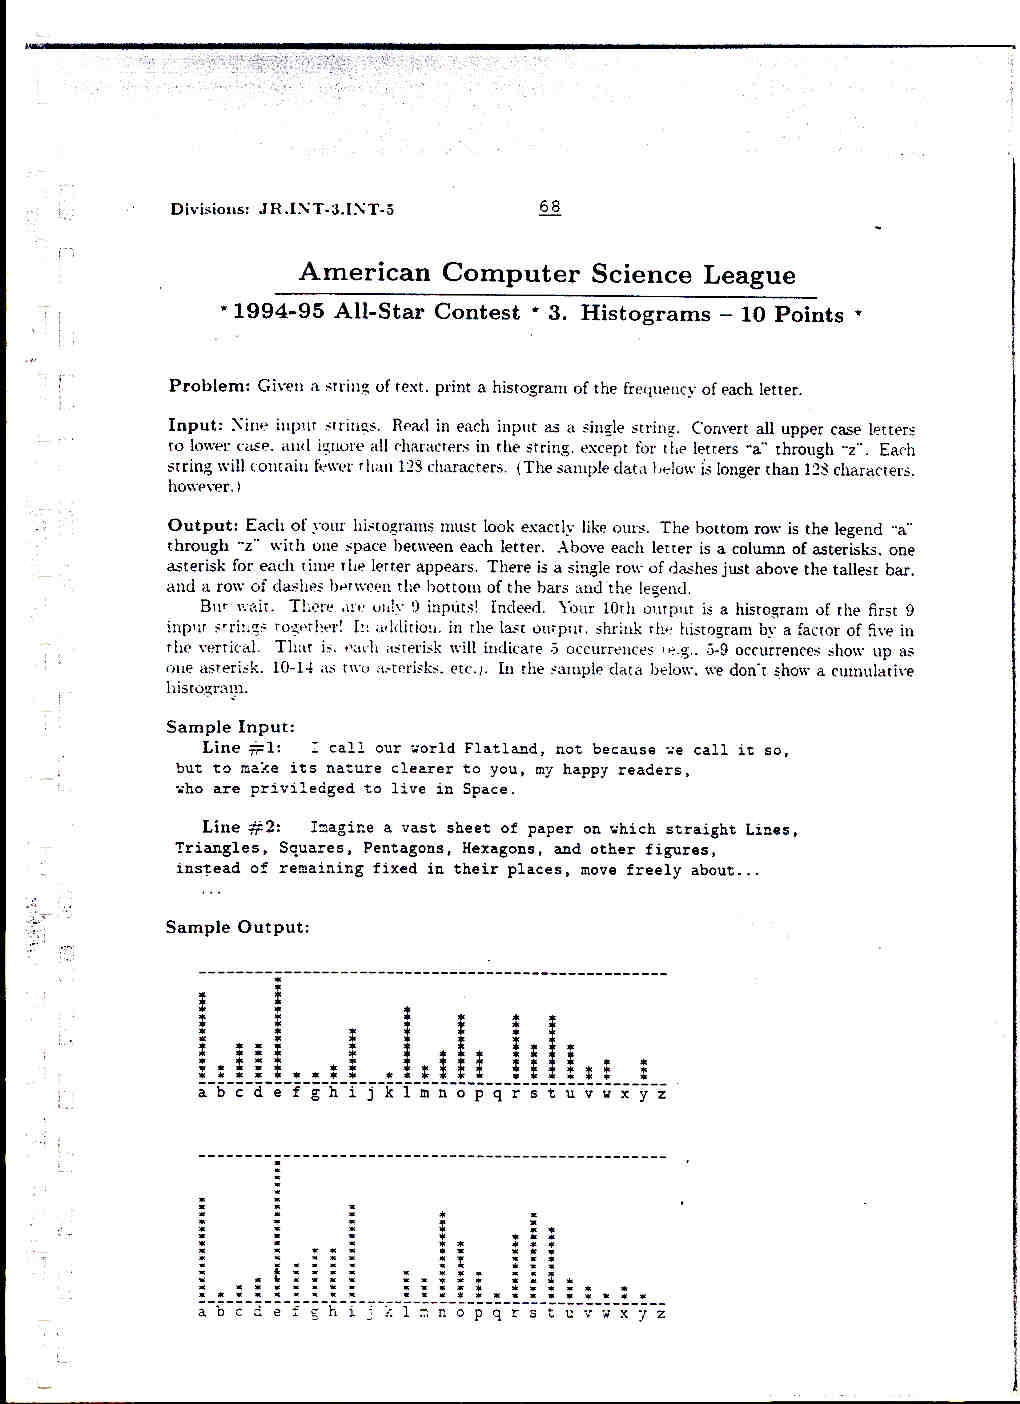 Divisions: JR.INT-3.INT-5 68
American Computer Science League
* 1994-95 All-Star Contest * 3. Histograms – 10 Points *
Problem: Given a string of text, print a histogram of the frequency of each letter.
Input: Nine input strings. Read in each input as a single string. Convert all upper case letters
to lower case, and ignore all characters in the string, except for the letters "a" through "z". Each
string will contain fewer than 128 characters. (The sample data below is longer than 128 characters,
however.)
Output: Each of your histograms must look exactly like ours. The bottom row is the legend "a"
through "z" with one space between each letter. Above each letter is a column of asterisks, one
asterisk for each time the letter appears. There is a single row of dashes just above the tallest bar,
and a row of dashes between the bottom of the bars and the legend.
But wait. There are only 9 inputs! Indeed. Your 10th output is a histogram of the first 9
input strings together! In addition, in the last output, shrink the histogram by a factor of five in
the vertical. That is, each asterisk will indicate 5 occurrences (e.g., 5-9 occurrences show up as
one asterisk, 10-14 as two asterisks, etc.). In the sample data below, we don't show a cumulative
histogram.
Sample Input:
Line #1: I call our world Flatland, not because we call it so,
but to make its nature clearer to you, my happy readers,
who are priviledged to live in Space.
Line #2: Imagine a vast sheet of paper on which straight Lines,
Triangles, Squares, Pentagons, Hexagons, and other figures,
instead of remaining fixed in their places, move freely about...
...
Sample Output:
a b c d e f g h i j k l m n o p q r s t u v w x y z
a b c d e f g h i j k l m n o p q r s t u v w x y z